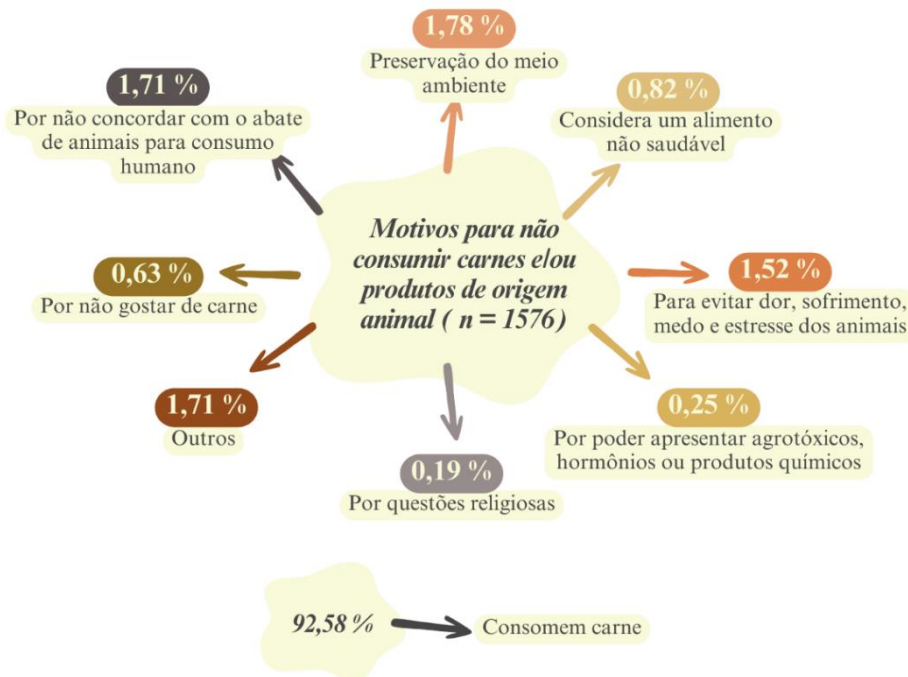 1,78 %
Preservação do meio
ambiente
1,71 %
Por não concordar com o abate
de animais para consumo
humano
0,82 %
Considera um alimento
não saudável
Motivos para não
consumir carnes e/ou
produtos de origem
animal ( n = 1576)
0,63 %
Por não gostar de carne
1,52 %
Para evitar dor, sofrimento,
medo e estresse dos animais
1,71 %
Outros
0,25 %
Por poder apresentar agrotóxicos,
hormônios ou produtos químicos
0,19 %
Por questões religiosas
92,58 %
Consomem carne